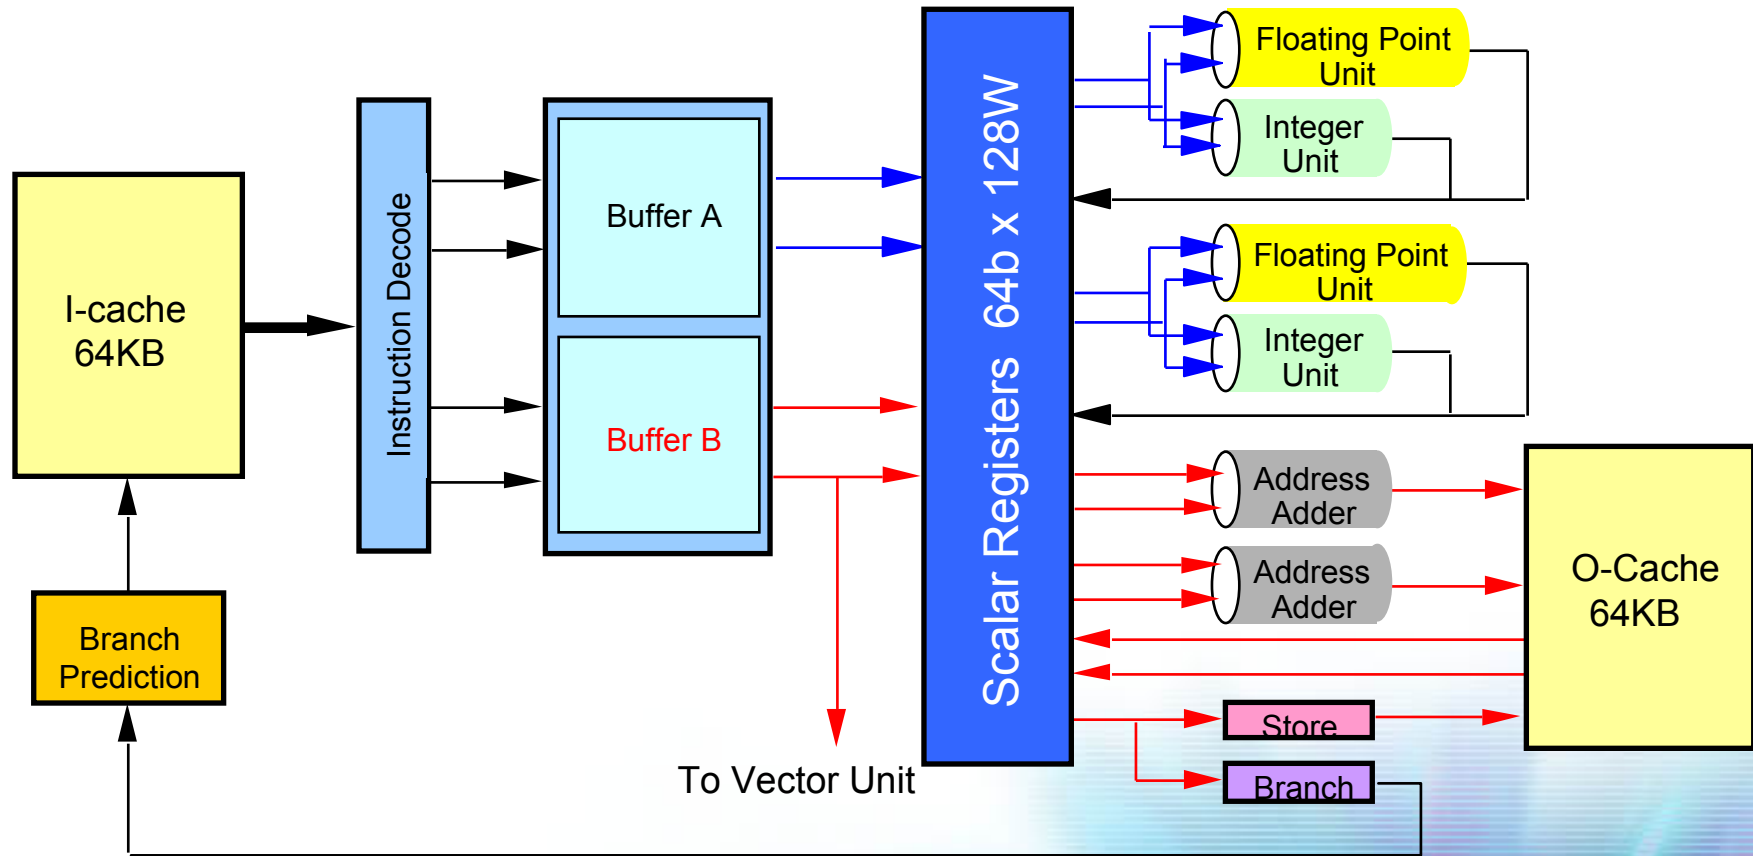 I-cache
64KB
Branch
Prediction
Instruction Decode
Buffer A
Buffer B
To Vector Unit
Scalar Registers 64b x 128W
Floating Point
Unit
Integer
Unit
Floating Point
Unit
Integer
Unit
Address
Adder
Address
Adder
Store
Branch
O-Cache
64KB